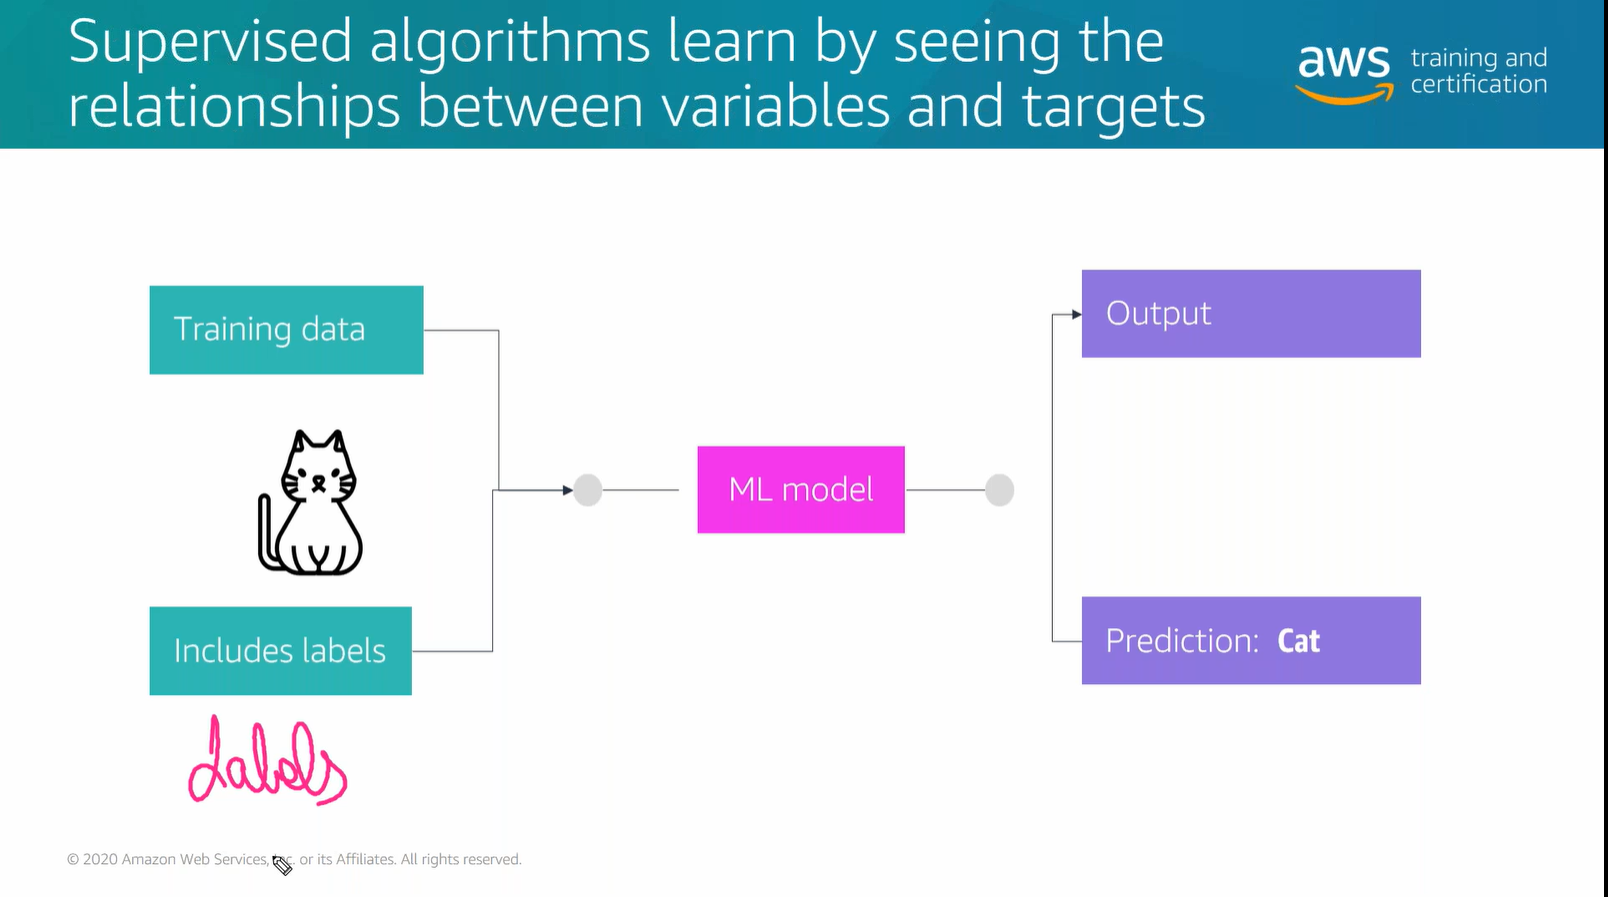 Supervised algorithms learn by seeing the
relationships between variables and targets
aws training and
certification
Training data
Output
ML model
Includes labels
Prediction: Cat
Labels
© 2020 Amazon Web Services, Inc. or its Affiliates. All rights reserved.